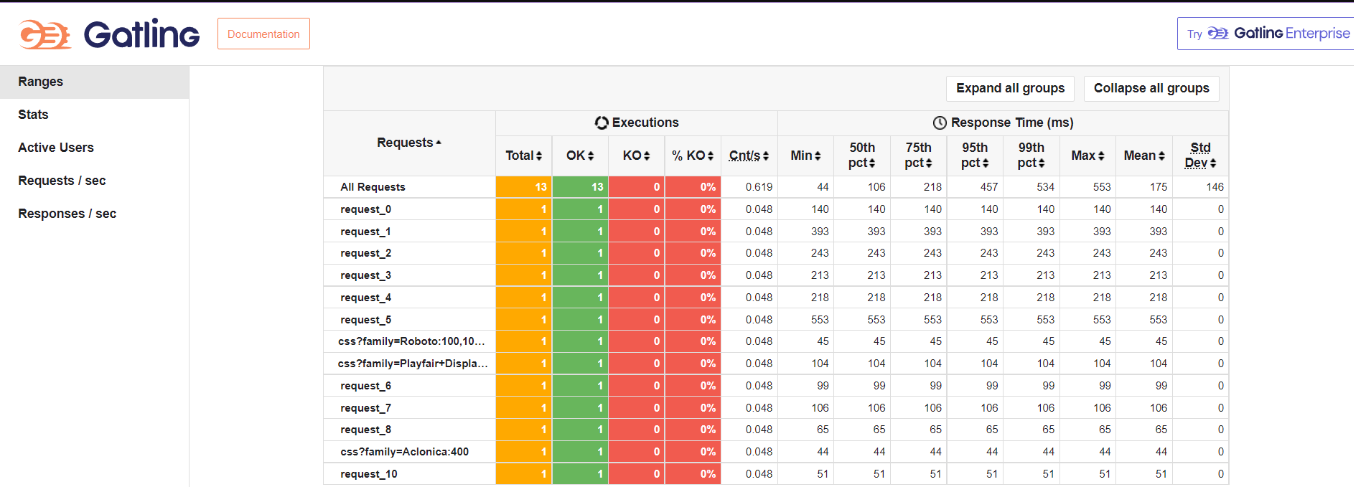 Gatling
Documentation
Try Gatling Enterprise
Ranges
Stats
Active Users
Requests / sec
Responses / sec
Expand all groups Collapse all groups
Requests Executions Response Time (ms)
Total OK KO % KO Cnt/s Min 50th pct 75th pct 95th pct 99th pct Max Mean Std Dev
All Requests 13 13 0 0% 0.619 44 106 218 457 534 553 175 146
request_0 1 1 0 0% 0.048 140 140 140 140 140 140 140 0
request_1 1 1 0 0% 0.048 393 393 393 393 393 393 393 0
request_2 1 1 0 0% 0.048 243 243 243 243 243 243 243 0
request_3 1 1 0 0% 0.048 213 213 213 213 213 213 213 0
request_4 1 1 0 0% 0.048 218 218 218 218 218 218 218 0
request_5 1 1 0 0% 0.048 553 553 553 553 553 553 553 0
css?family=Roboto:100,10... 1 1 0 0% 0.048 45 45 45 45 45 45 45 0
css?family=Playfair+Displa... 1 1 0 0% 0.048 104 104 104 104 104 104 104 0
request_6 1 1 0 0% 0.048 99 99 99 99 99 99 99 0
request_7 1 1 0 0% 0.048 106 106 106 106 106 106 106 0
request_8 1 1 0 0% 0.048 65 65 65 65 65 65 65 0
css?family=Aclonica:400 1 1 0 0% 0.048 44 44 44 44 44 44 44 0
request_10 1 1 0 0% 0.048 51 51 51 51 51 51 51 0